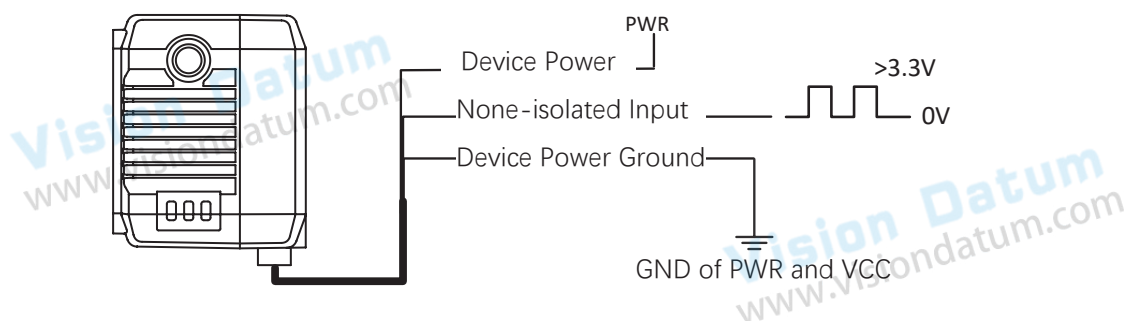 PWR
Device Power
>3.3V
None-isolated Input
0V
Device Power Ground
GND of PWR and VCC
Vision Datum
www.visiondatum.com
Vision Datum
www.visiondatum.com